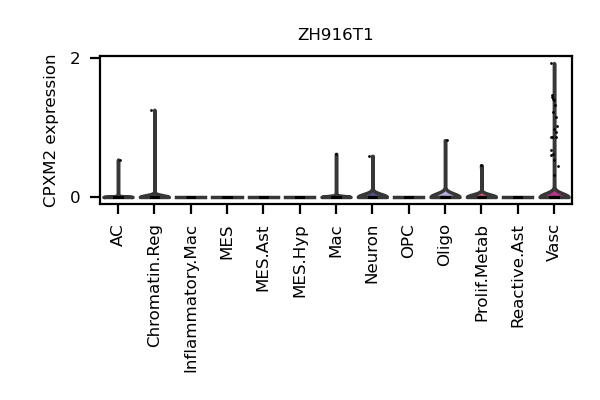 ZH916T1
CPXM2 expression
2
0
AC
Chromatin.Reg
Inflammatory.Mac
MES
MES.Ast
MES.Hyp
Mac
Neuron
OPC
Oligo
Prolif.Metab
Reactive.Ast
Vasc